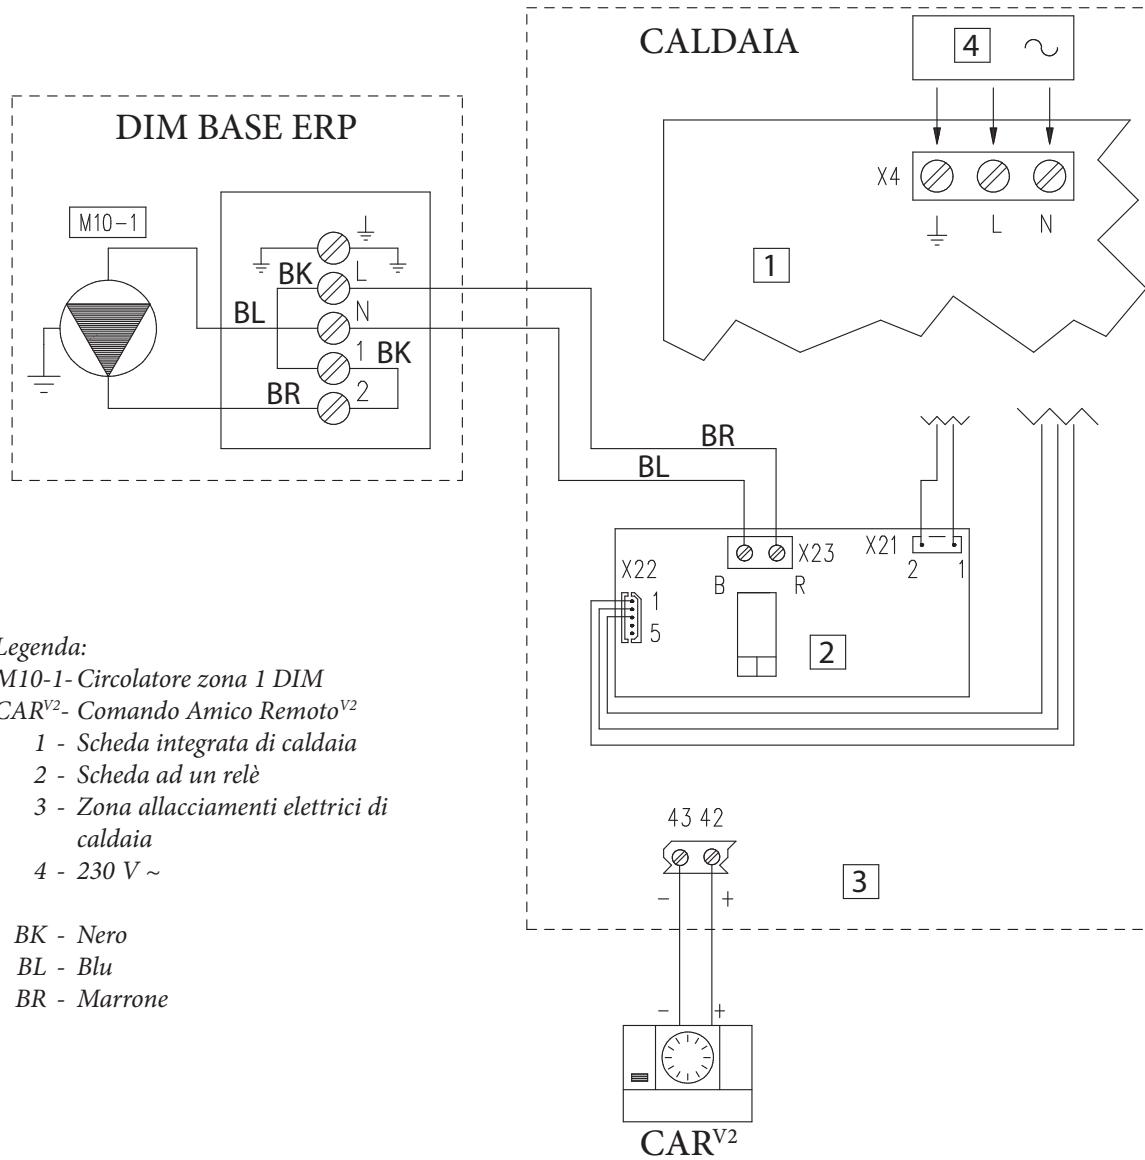 CALDAIA
4
DIM BASE ERP
X4
L N
M10-1
1
BK L
BL N
1 BK
BR 2
BR
BL
X23
X21
2 1
X22
B R
1
5
2
Legenda:
M10-1- Circolatore zona 1 DIM
CARV2- Comando Amico RemotoV2
1 - Scheda integrata di caldaia
2 - Scheda ad un relè
3 - Zona allacciamenti elettrici di
caldaia
4 - 230 V ~
43 42
3
- +
BK - Nero
BL - Blu
BR - Marrone
- +
CARV2